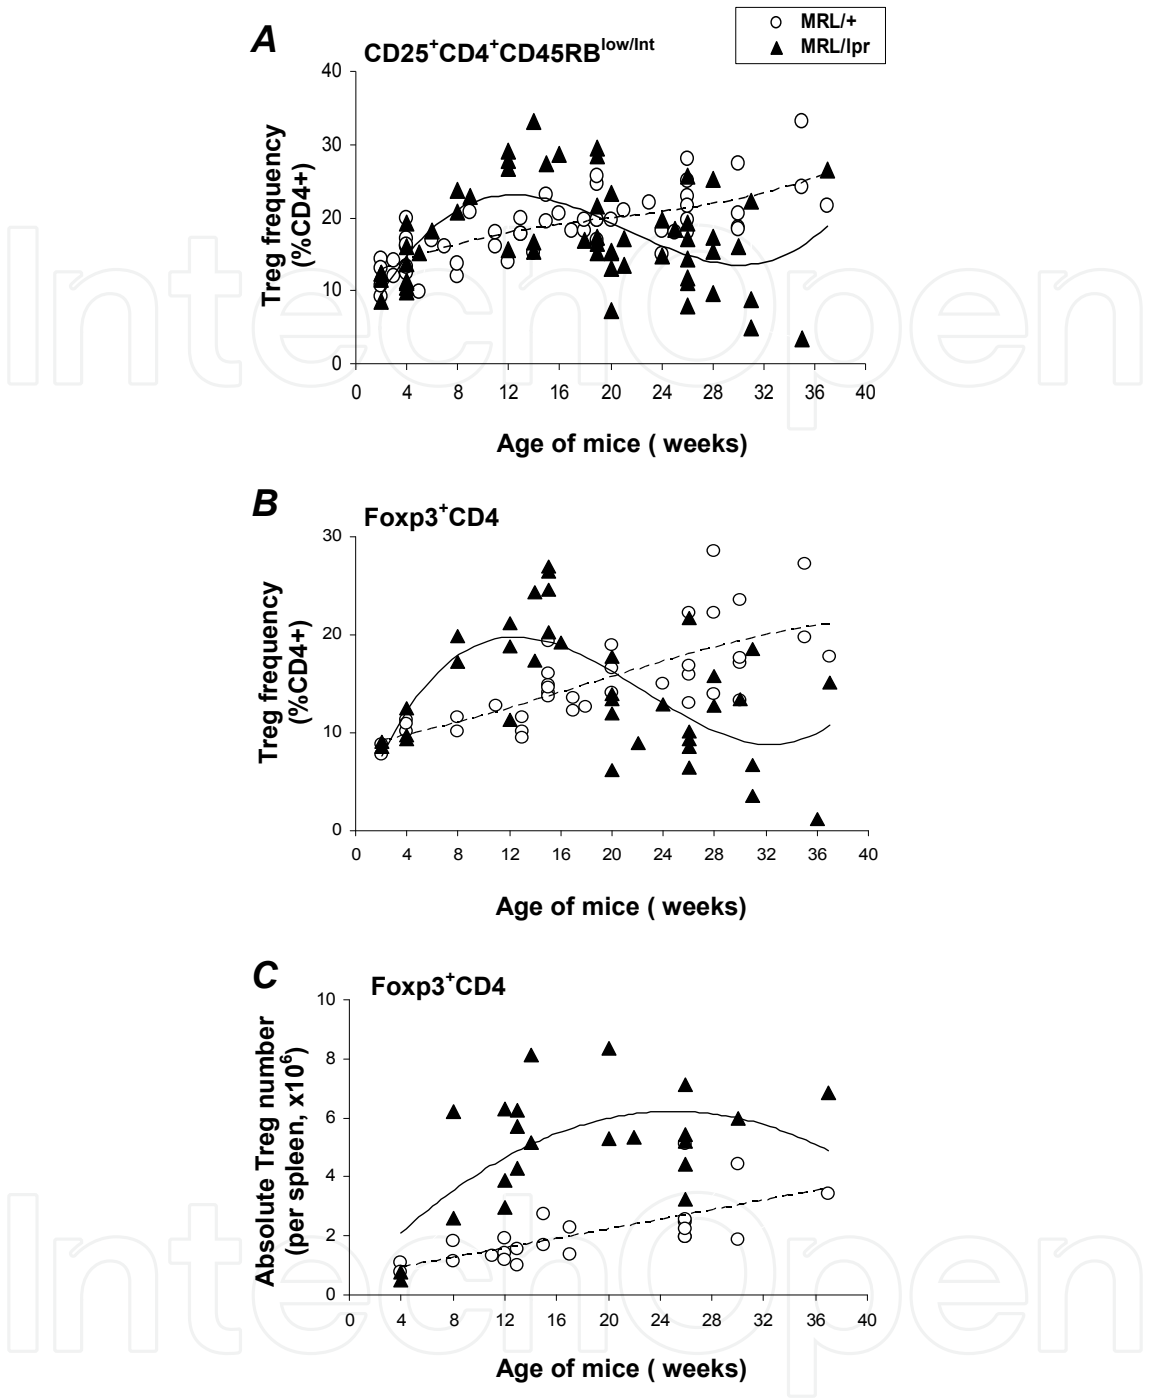 MRL/+
MRL/lpr
A
CD25+CD4+CD45RBlow/Int
Treg frequency
(%CD4+)
40
30
20
10
0
0 4 8 12 16 20 24 28 32 36 40
Age of mice ( weeks)
B
Foxp3+CD4
Treg frequency
(%CD4+)
30
20
10
0
0 4 8 12 16 20 24 28 32 36 40
Age of mice ( weeks)
C
Foxp3+CD4
Absolute Treg number
(per spleen, x10⁶)
10
8
6
4
2
0
0 4 8 12 16 20 24 28 32 36 40
Age of mice ( weeks)
IntechOpen
IntechOpen